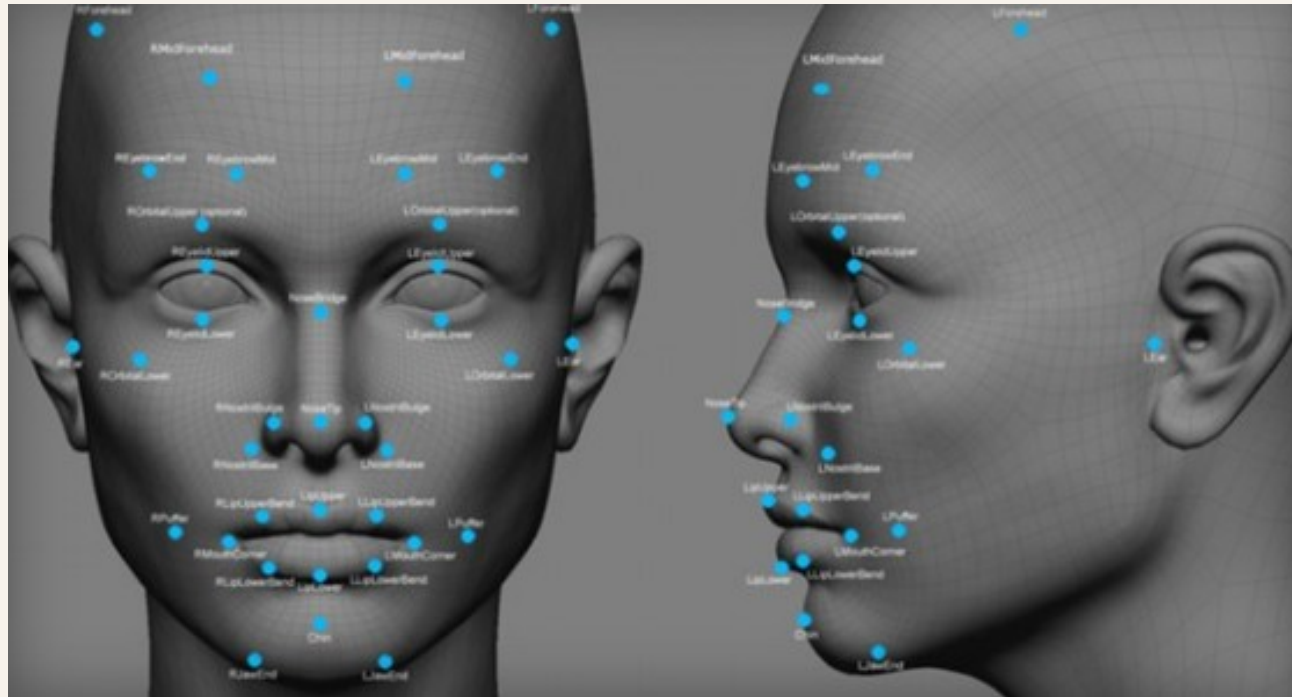 RForehead
LForehead
RMidForehead
LMidForehead
REyebrowEnd
REyebrowMid
LEyebrowMid
LEyebrowEnd
ROrbitalUpper(optional)
LOrbitalUpper(optional)
REyelidUpper
LEyelidUpper
NoseBridge
REyelidLower
LEyelidLower
REar
LEar
ROrbitalLower
LOrbitalLower
RNostrilBulge
NoseTip
LNostrilBulge
RNostrilBase
LNostrilBase
LipUpper
RLipUpperBend
LLipUpperBend
RPuffer
LPuffer
RMouthCorner
LMouthCorner
RLipLowerBend
LipLower
LLipLowerBend
Chin
RJawEnd
LJawEnd
LForehead
LMidForehead
LEyebrowMid
LEyebrowEnd
LOrbitalUpper(optional)
LEyelidUpper
NoseBridge
LEyelidLower
LOrbitalLower
LEar
NoseTip
LNostrilBulge
LNostrilBase
LipUpper
LLipUpperBend
LPuffer
LMouthCorner
LipLower
LLipLowerBend
Chin
LJawEnd